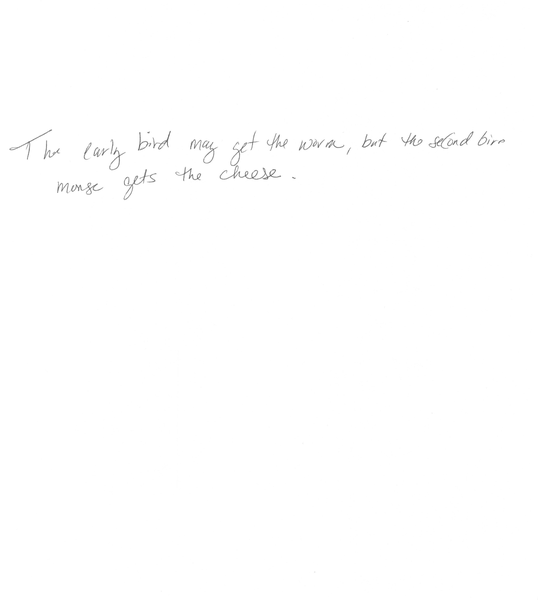 The early bird may get the worm, but the second birn
mouse gets the cheese.